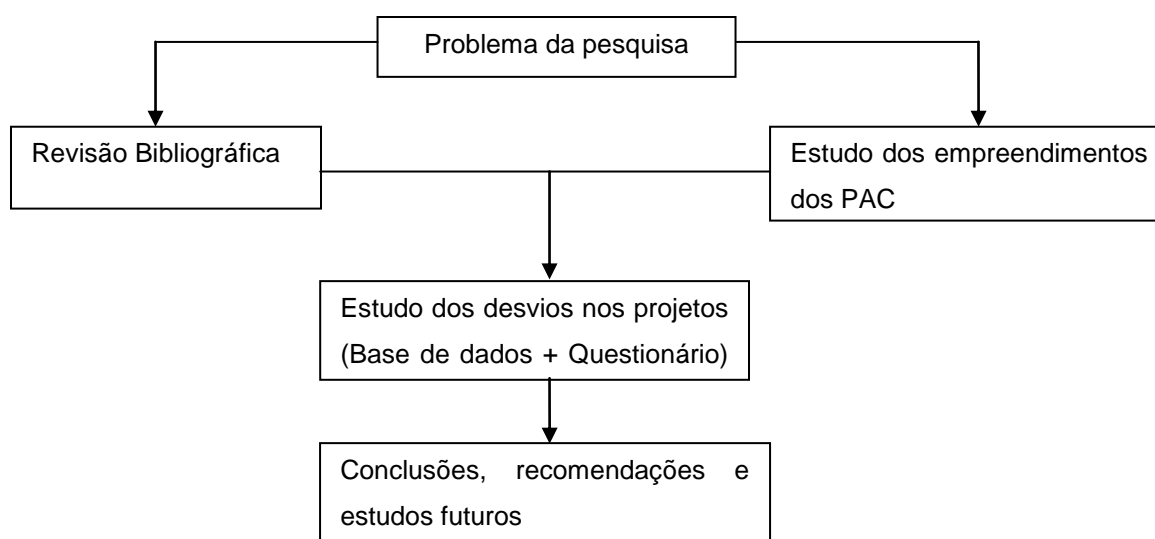 Problema da pesquisa
Revisão Bibliográfica
Estudo dos empreendimentos
dos PAC
Estudo dos desvios nos projetos
(Base de dados + Questionário)
Conclusões, recomendações e
estudos futuros